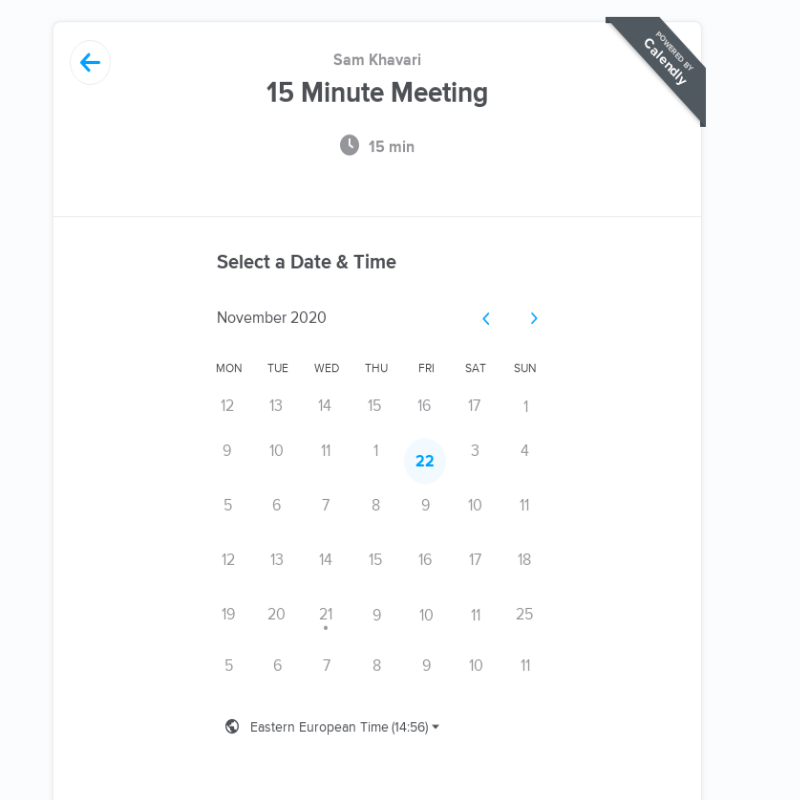 POWERED BY
Calendly
Sam Khavari
15 Minute Meeting
15 min
Select a Date & Time
November 2020
MON TUE WED THU FRI SAT SUN
12 13 14 15 16 17 1
9 10 11 1 22 3 4
5 6 7 8 9 10 11
12 13 14 15 16 17 18
19 20 21 9 10 11 25
5 6 7 8 9 10 11
Eastern European Time (14:56)